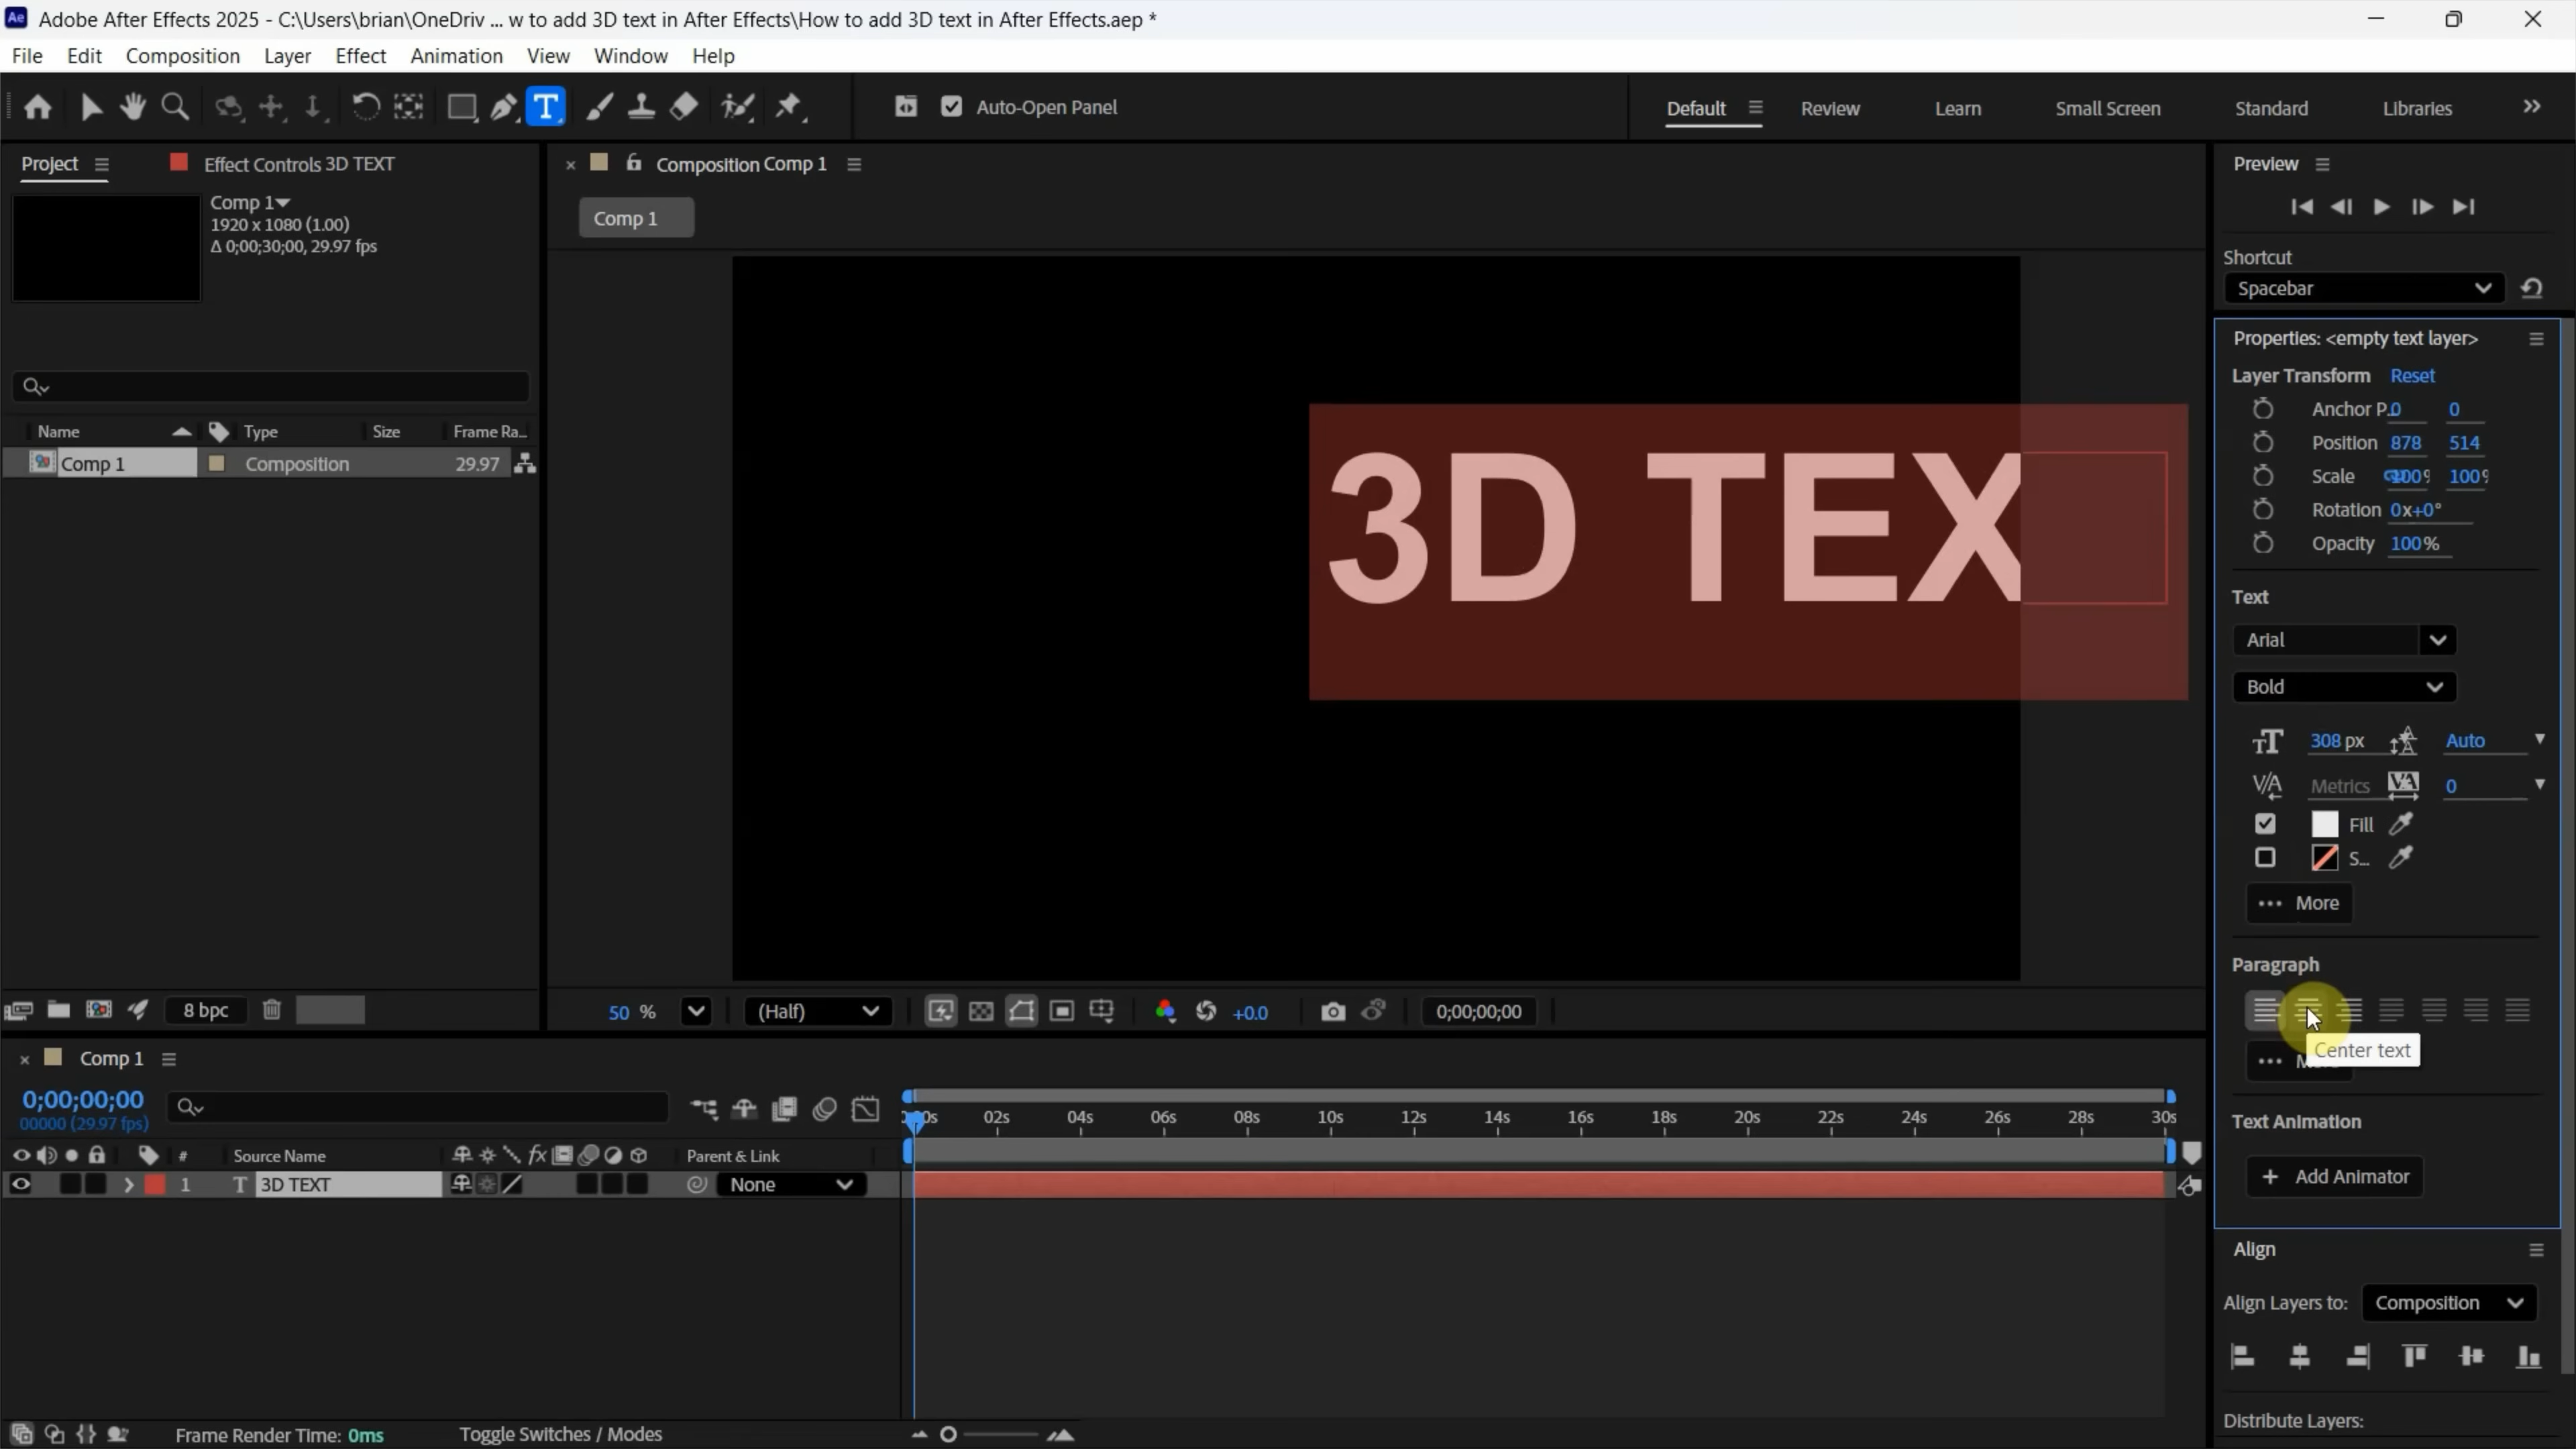 Ae Adobe After Effects 2025 - C:\Users\brian\OneDriv ... w to add 3D text in After Effects\How to add 3D text in After Effects.aep *
File Edit Composition Layer Effect Animation View Window Help
T Auto-Open Panel Default Review Learn Small Screen Standard Libraries
Project Effect Controls 3D TEXT
Comp 1
1920 x 1080 (1.00)
Δ 0;00;30;00, 29.97 fps
Name Type Size Frame Ra...
Comp 1 Composition 29.97
8 bpc
Composition Comp 1
Comp 1
3D TEX
50 % (Half) +0.0 0;00;00;00
Preview
Shortcut
Spacebar
Properties: <empty text layer>
Layer Transform Reset
Anchor P.. 0 0
Position 878 514
Scale 100% 100%
Rotation 0x+0°
Opacity 100%
Text
Arial
Bold
308 px Auto
Metrics 0
Fill
S...
More
Paragraph
Center text
Text Animation
+ Add Animator
Align
Align Layers to: Composition
Distribute Layers:
Comp 1
0;00;00;00
00000 (29.97 fps)
02s 04s 06s 08s 10s 12s 14s 16s 18s 20s 22s 24s 26s 28s 30s
# Source Name fx Parent & Link
1 T 3D TEXT None
Frame Render Time: 0ms Toggle Switches / Modes